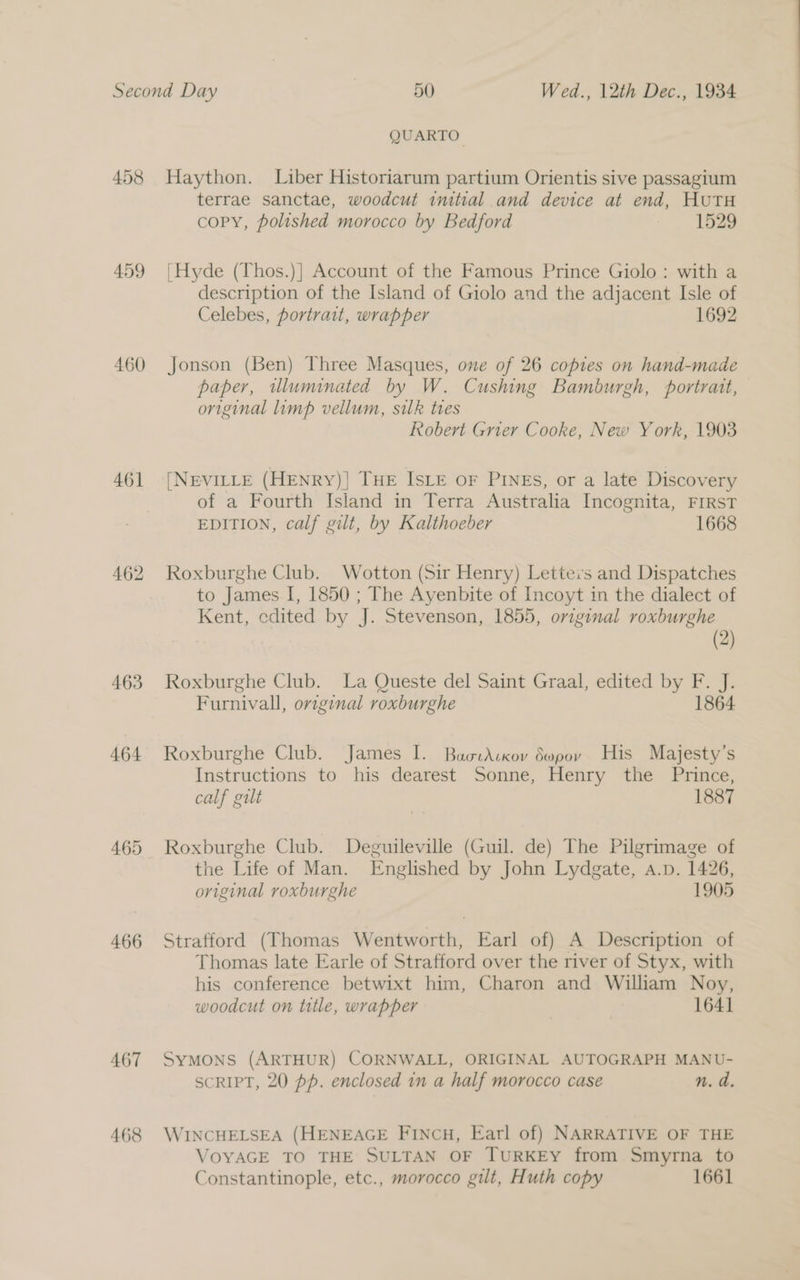 Second Day 50 Wed., 12th Dec., 1934
QUARTO
458 Haython. Liber Historiarum partium Orientis sive passagium
terrae sanctae, woodcut initial and device at end, HUTH
COPY, polished morocco by Bedford 1529
459 [Hyde (Thos.)] Account of the Famous Prince Giolo : with a
description of the Island of Giolo and the adjacent Isle of
Celebes, portrait, wrapper 1692
460 Jonson (Ben) Three Masques, one of 26 copies on hand-made
paper, illuminated by W. Cushing Bamburgh, portrait,
original limp vellum, silk ties
Robert Grier Cooke, New York, 1903
461 [NEVILLE (HENRY)] THE ISLE OF PINES, or a late Discovery
of a Fourth Island in Terra Australia Incognita, FIRST
EDITION, calf gilt, by Kalthoeber 1668
462 Roxburghe Club. Wotton (Sir Henry) Letters and Dispatches
to James I, 1850 ; The Ayenbite of Incoyt in the dialect of
Kent, edited by J. Stevenson, 1855, original roxburghe
(2)
463 Roxburghe Club. La Queste del Saint Graal, edited by F. J.
Furnivall, original roxburghe 1864
464 Roxburghe Club. James I. Βασιλικον δωρον His Majesty's
Instructions to his dearest Sonne, Henry the Prince,
calf gilt 1887
465 Roxburghe Club. Deguileville (Guil. de) The Pilgrimage of
the Life of Man. Englished by John Lydgate, A.D. 1426,
original roxburghe 1905
466 Strafford (Thomas Wentworth, Earl of) A Description of
Thomas late Earle of Strafford over the river of Styx, with
his conference betwixt him, Charon and William Noy,
woodcut on title, wrapper 1641
467 SYMONS (ARTHUR) CORNWALL, ORIGINAL AUTOGRAPH MANU-
SCRIPT, 20 pp. enclosed in a half morocco case n. d.
468 WINCHELSEA (HENEAGE FINCH, Earl of) NARRATIVE OF THE
VOYAGE TO THE SULTAN OF TURKEY from Smyrna to
Constantinople, etc., morocco gilt, Huth copy 1661